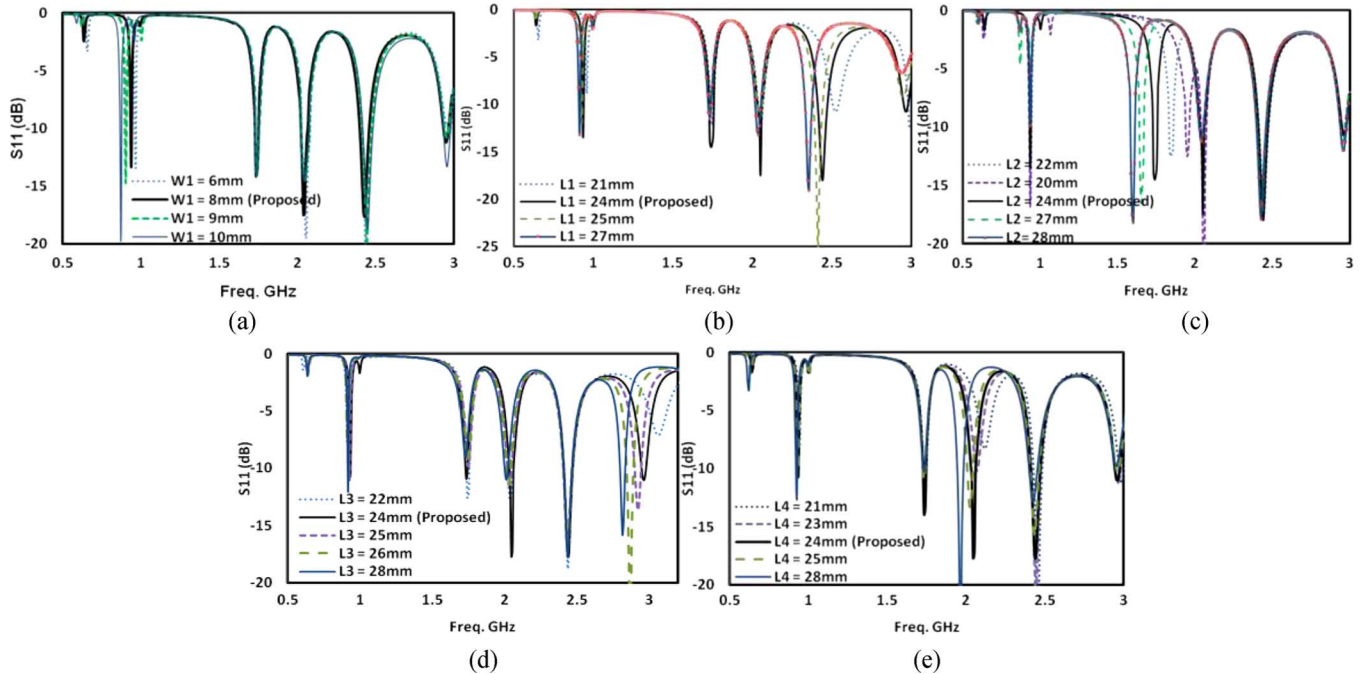 0
-5
-10
-15
-20
S11 (dB)
W1 = 6mm
W1 = 8mm (Proposed)
W1 = 9mm
W1 = 10mm
0.5 1 1.5 2 2.5 3
Freq. GHz
(a)
0
-5
-10
-15
-20
-25
S11 (dB)
L1 = 21mm
L1 = 24mm (Proposed)
L1 = 25mm
L1 = 27mm
0.5 1 1.5 2 2.5 3
Freq. GHz
(b)
0
-5
-10
-15
-20
S11 (dB)
L2 = 22mm
L2 = 20mm
L2 = 24mm (Proposed)
L2 = 27mm
L2 = 28mm
0.5 1 1.5 2 2.5 3
Freq. GHz
(c)
0
-5
-10
-15
-20
S11 (dB)
L3 = 22mm
L3 = 24mm (Proposed)
L3 = 25mm
L3 = 26mm
L3 = 28mm
0.5 1 1.5 2 2.5 3
Freq. GHz
(d)
0
-5
-10
-15
-20
S11 (dB)
L4 = 21mm
L4 = 23mm
L4 = 24mm (Proposed)
L4 = 25mm
L4 = 28mm
0.5 1 1.5 2 2.5 3
Freq. GHz
(e)